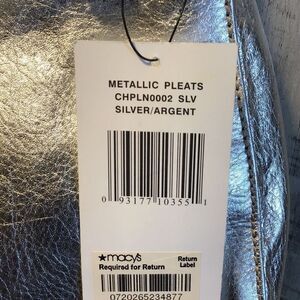 METALLIC PLEATS
CHPLN0002 SLV
SILVER/ARGENT
0 93177 10355 1
★macy's
Return
Required for Return
Label
0720265234877